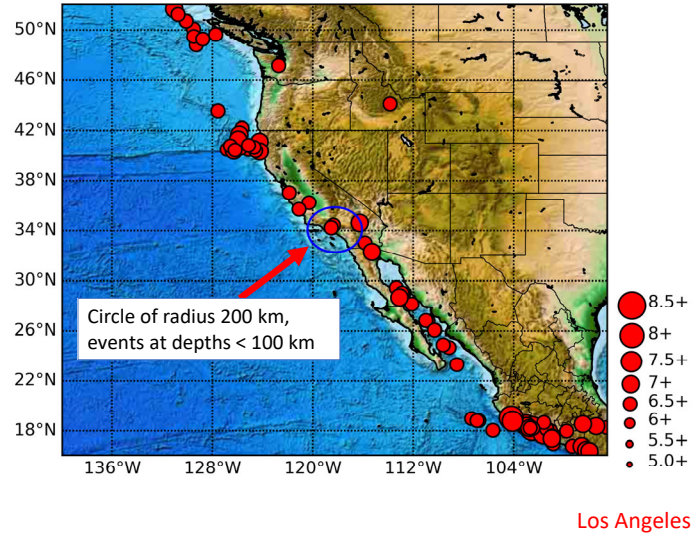 50°N
46°N
42°N
38°N
34°N
30°N
26°N
22°N
18°N
136°W 128°W 120°W 112°W 104°W
Circle of radius 200 km,
events at depths < 100 km
8.5+
8+
7.5+
7+
6.5+
6+
5.5+
5.0+
Los Angeles